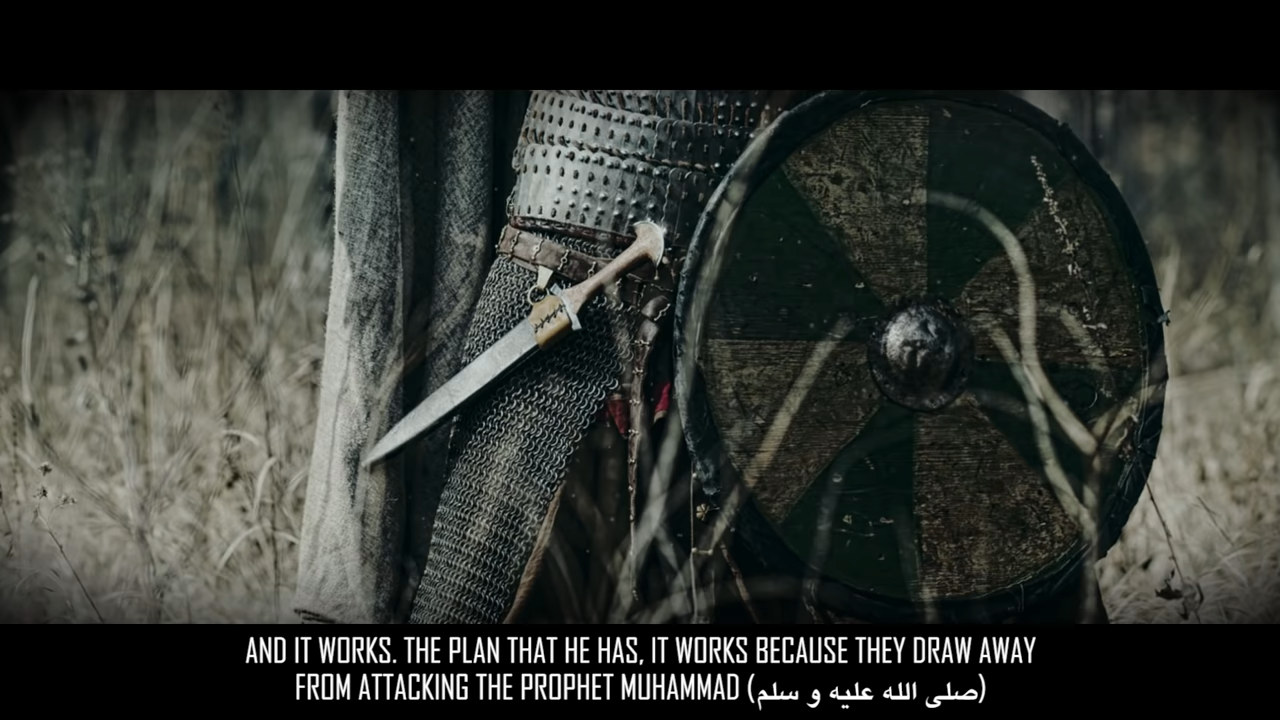 AND IT WORKS. THE PLAN THAT HE HAS, IT WORKS BECAUSE THEY DRAW AWAY
FROM ATTACKING THE PROPHET MUHAMMAD (صلى الله عليه و سلم)